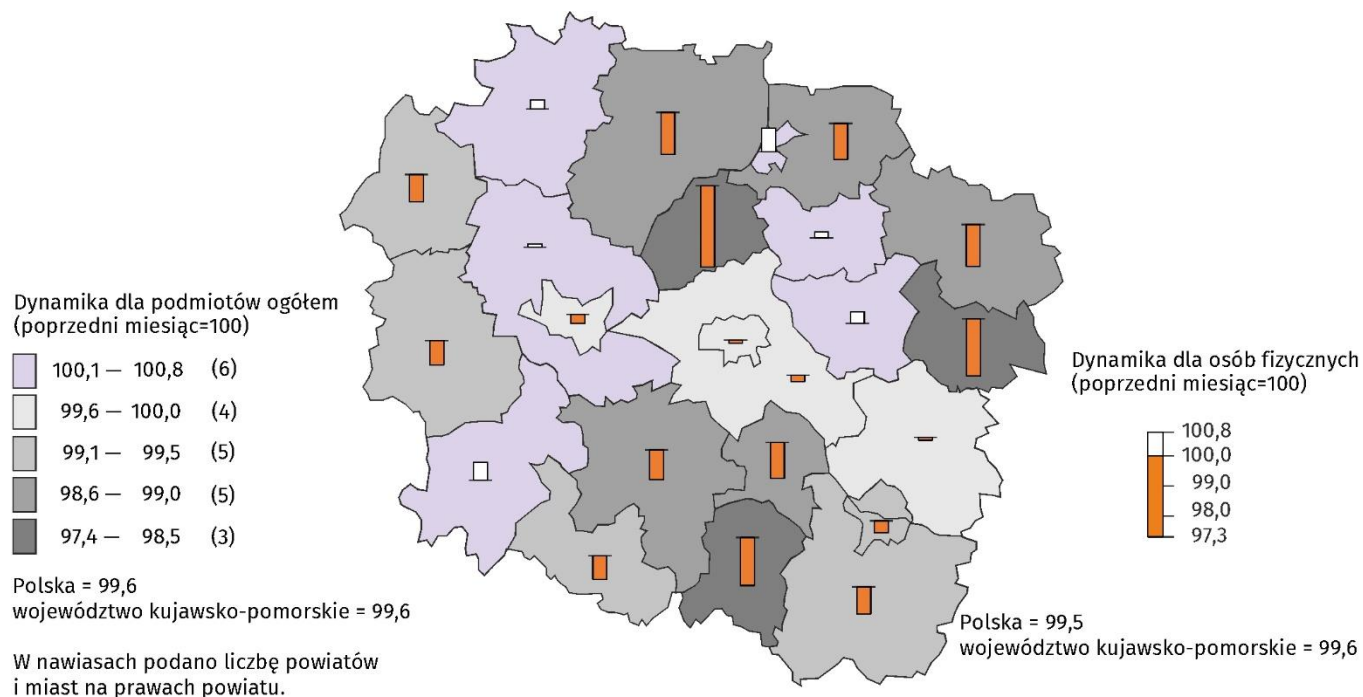 Dynamika dla podmiotów ogółem
(poprzedni miesiąc=100)
100,1 — 100,8 (6)
99,6 — 100,0 (4)
99,1 — 99,5 (5)
98,6 — 99,0 (5)
97,4 — 98,5 (3)
Polska = 99,6
województwo kujawsko-pomorskie = 99,6
W nawiasach podano liczbę powiatów
i miast na prawach powiatu.
Dynamika dla osób fizycznych
(poprzedni miesiąc=100)
100,8
100,0
99,0
98,0
97,3
Polska = 99,5
województwo kujawsko-pomorskie = 99,6